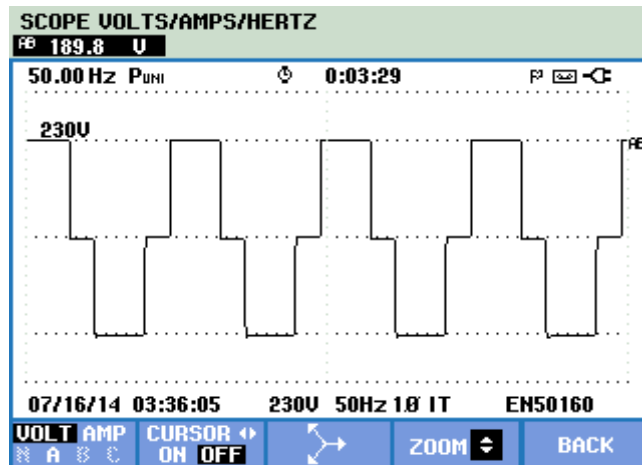 SCOPE VOLTS/AMPS/HERTZ
AB 189.8 V
50.00 Hz PUNI 0:03:29
230V
AB
07/16/14 03:36:05 230V 50Hz 1Ø IT EN50160
VOLT AMP CURSOR ZOOM BACK
N A B C ON OFF